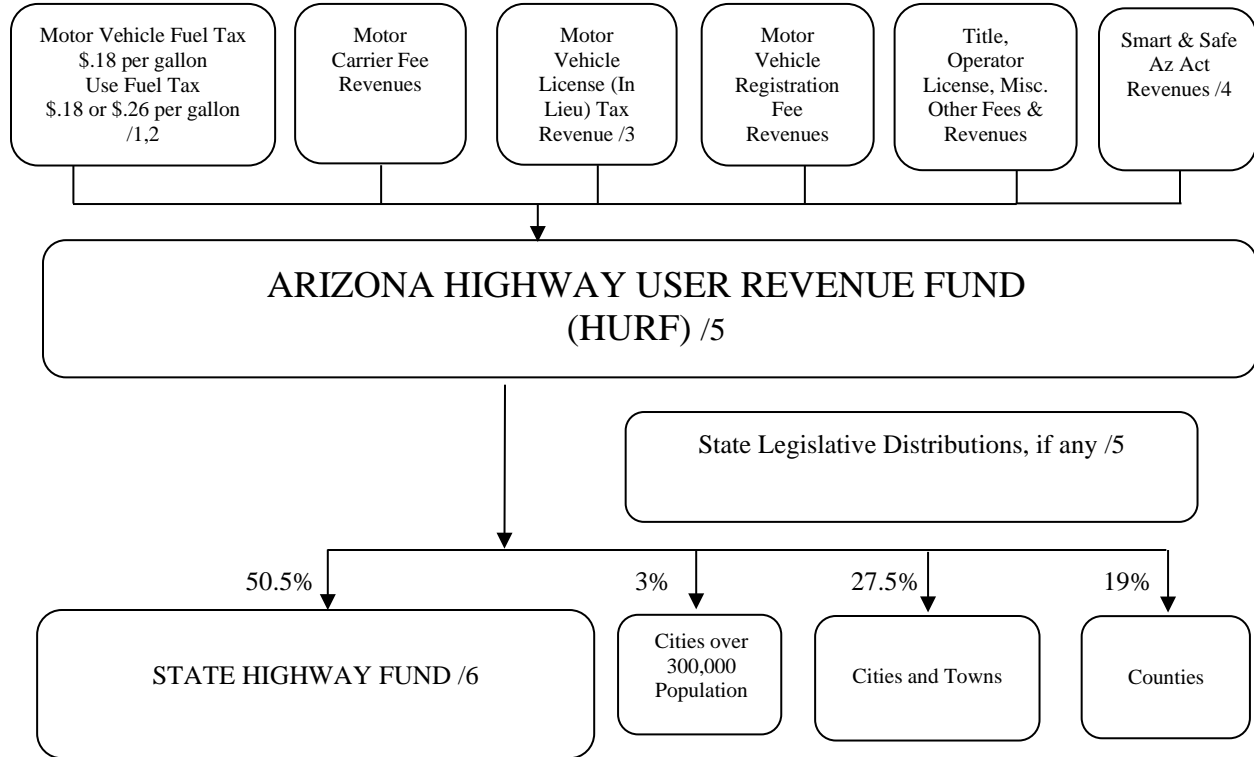 Motor Vehicle Fuel Tax
$.18 per gallon
Use Fuel Tax
$.18 or $.26 per gallon
/1,2
Motor
Carrier Fee
Revenues
Motor
Vehicle
License (In
Lieu) Tax
Revenue /3
Motor
Vehicle
Registration
Fee
Revenues
Title,
Operator
License, Misc.
Other Fees &
Revenues
Smart & Safe
Az Act
Revenues /4
ARIZONA HIGHWAY USER REVENUE FUND
(HURF) /5
State Legislative Distributions, if any /5
50.5%
3%
27.5%
19%
STATE HIGHWAY FUND /6
Cities over
300,000
Population
Cities and Towns
Counties